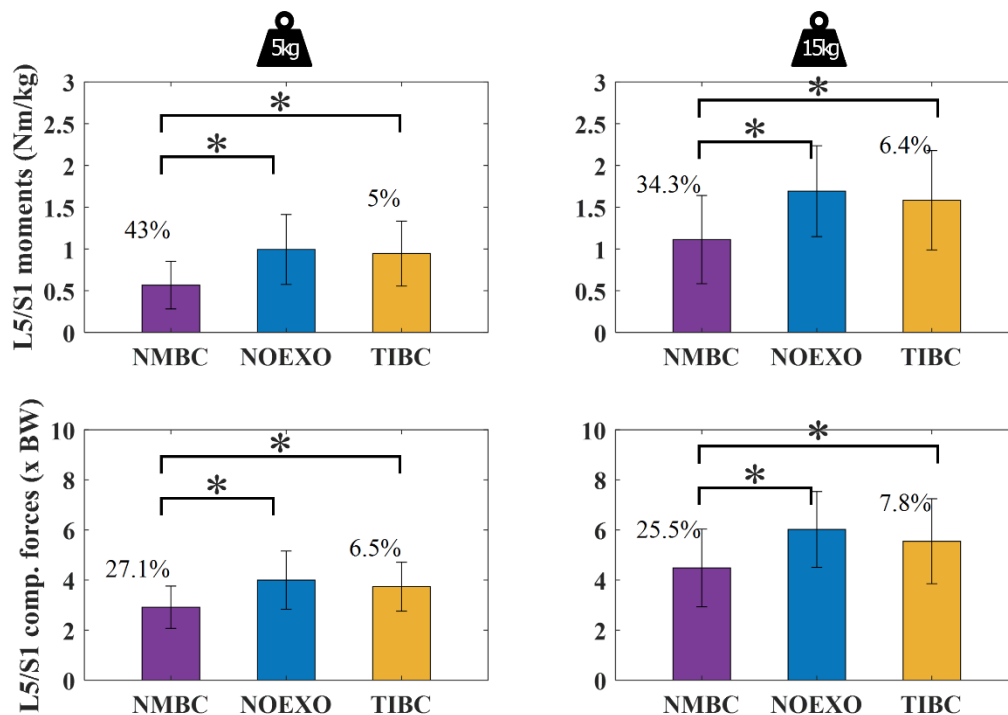 5kg
15kg
L5/S1 moments (Nm/kg)
3
2.5
2
1.5
1
0.5
0
*
*
43%
5%
NMBC
NOEXO
TIBC
3
2.5
2
1.5
1
0.5
0
*
*
34.3%
6.4%
NMBC
NOEXO
TIBC
L5/S1 comp. forces (x BW)
10
8
6
4
2
0
*
*
27.1%
6.5%
NMBC
NOEXO
TIBC
10
8
6
4
2
0
*
*
25.5%
7.8%
NMBC
NOEXO
TIBC